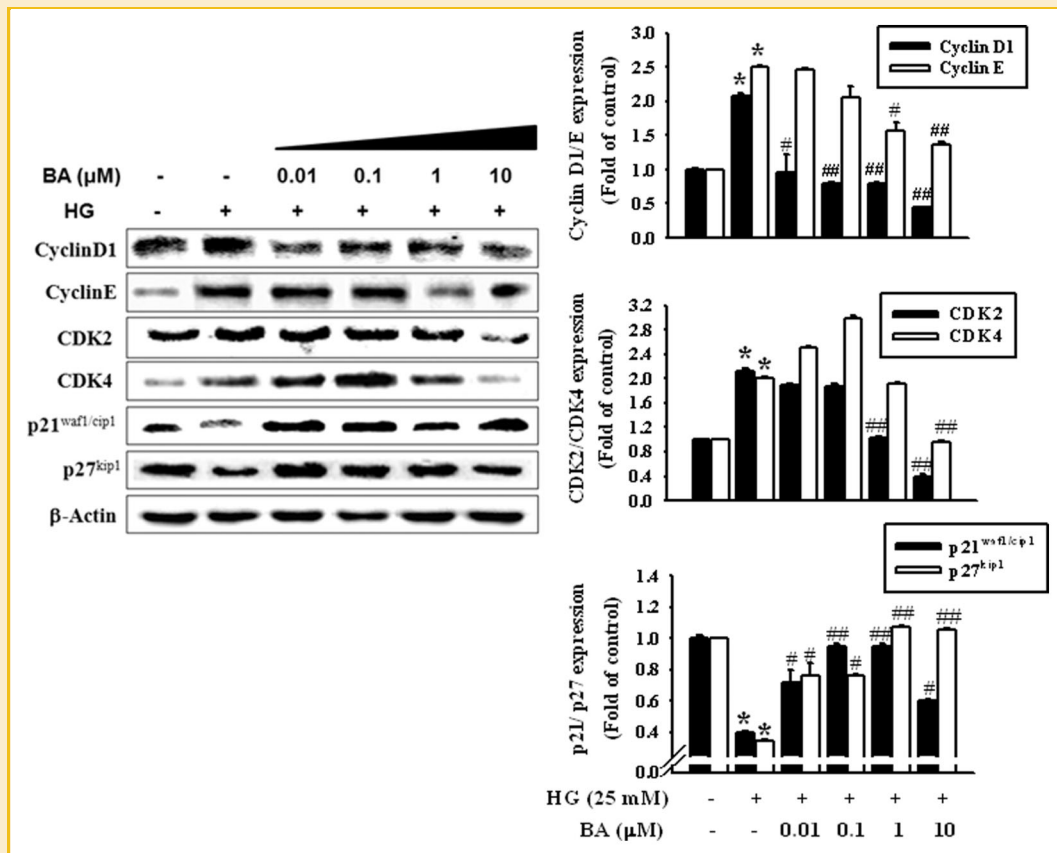 BA (μM) - - 0.01 0.1 1 10
HG - + + + + +
CyclinD1
CyclinE
CDK2
CDK4
p21waf1/cip1
p27kip1
β-Actin
Cyclin D1/E expression
(Fold of control)
3.0
2.5
2.0
1.5
1.0
0.5
0.0
Cyclin D1
Cyclin E
* * # ## ## # ## ##
CDK2/CDK4 expression
(Fold of control)
3.2
2.8
2.4
2.0
1.6
1.2
0.8
0.4
0.0
CDK2
CDK4
* * ## ## ##
p21/ p27 expression
(Fold of control)
1.4
1.2
1.0
0.8
0.6
0.4
0.0
p21waf1/cip1
p27kip1
* * # # ## # ## ## # ##
HG (25 mM) - + + + + +
BA (μM) - - 0.01 0.1 1 10